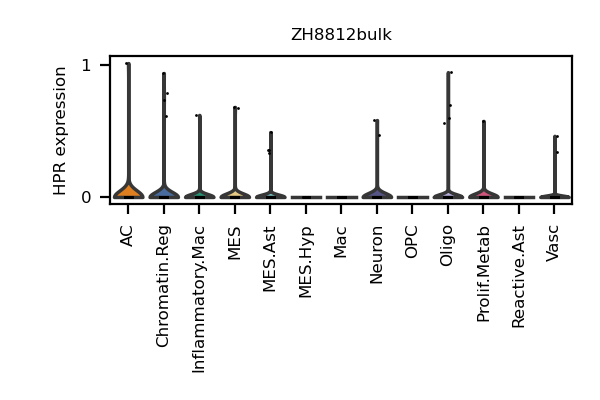 ZH8812bulk
HPR expression
1
0
AC
Chromatin.Reg
Inflammatory.Mac
MES
MES.Ast
MES.Hyp
Mac
Neuron
OPC
Oligo
Prolif.Metab
Reactive.Ast
Vasc